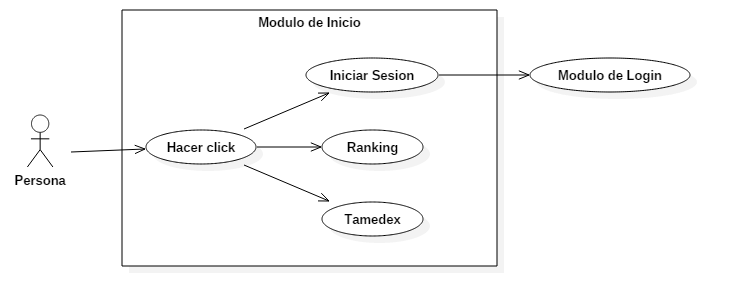 Modulo de Inicio
Iniciar Sesion
Modulo de Login
Hacer click
Ranking
Persona
Tamedex